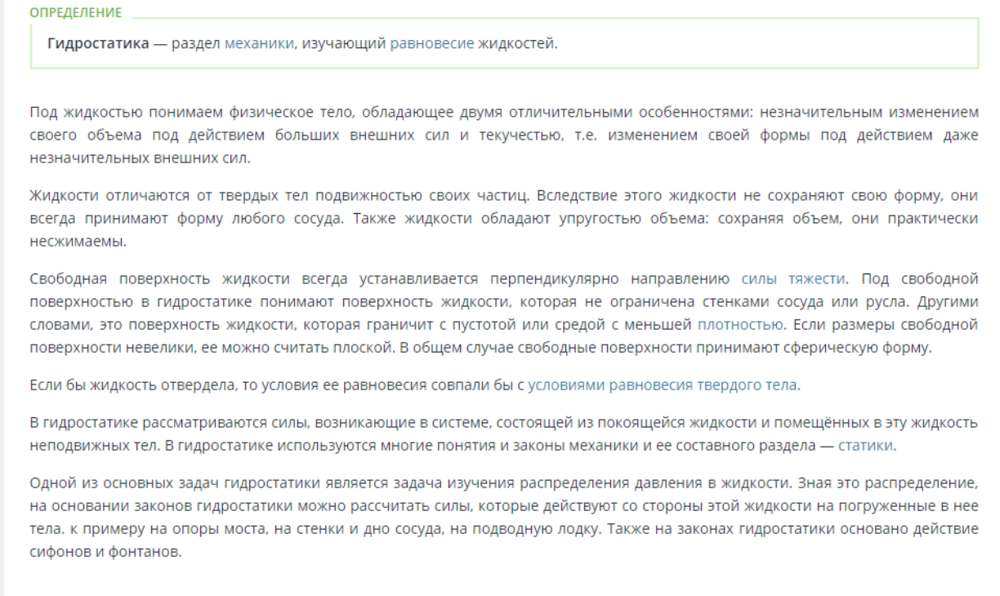 ОПРЕДЕЛЕНИЕ
Гидростатика — раздел механики, изучающий равновесие жидкостей.
Под жидкостью понимаем физическое тело, обладающее двумя отличительными особенностями: незначительным изменением
своего объема под действием больших внешних сил и текучестью, т.е. изменением своей формы под действием даже
незначительных внешних сил.
Жидкости отличаются от твердых тел подвижностью своих частиц. Вследствие этого жидкости не сохраняют свою форму, они
всегда принимают форму любого сосуда. Также жидкости обладают упругостью объема: сохраняя объем, они практически
несжимаемы.
Свободная поверхность жидкости всегда устанавливается перпендикулярно направлению силы тяжести. Под свободной
поверхностью в гидростатике понимают поверхность жидкости, которая не ограничена стенками сосуда или русла. Другими
словами, это поверхность жидкости, которая граничит с пустотой или средой с меньшей плотностью. Если размеры свободной
поверхности невелики, ее можно считать плоской. В общем случае свободные поверхности принимают сферическую форму.
Если бы жидкость отвердела, то условия ее равновесия совпали бы с условиями равновесия твердого тела.
В гидростатике рассматриваются силы, возникающие в системе, состоящей из покоящейся жидкости и помещённых в эту жидкость
неподвижных тел. В гидростатике используются многие понятия и законы механики и ее составного раздела — статики.
Одной из основных задач гидростатики является задача изучения распределения давления в жидкости. Зная это распределение,
на основании законов гидростатики можно рассчитать силы, которые действуют со стороны этой жидкости на погруженные в нее
тела. к примеру на опоры моста, на стенки и дно сосуда, на подводную лодку. Также на законах гидростатики основано действие
сифонов и фонтанов.